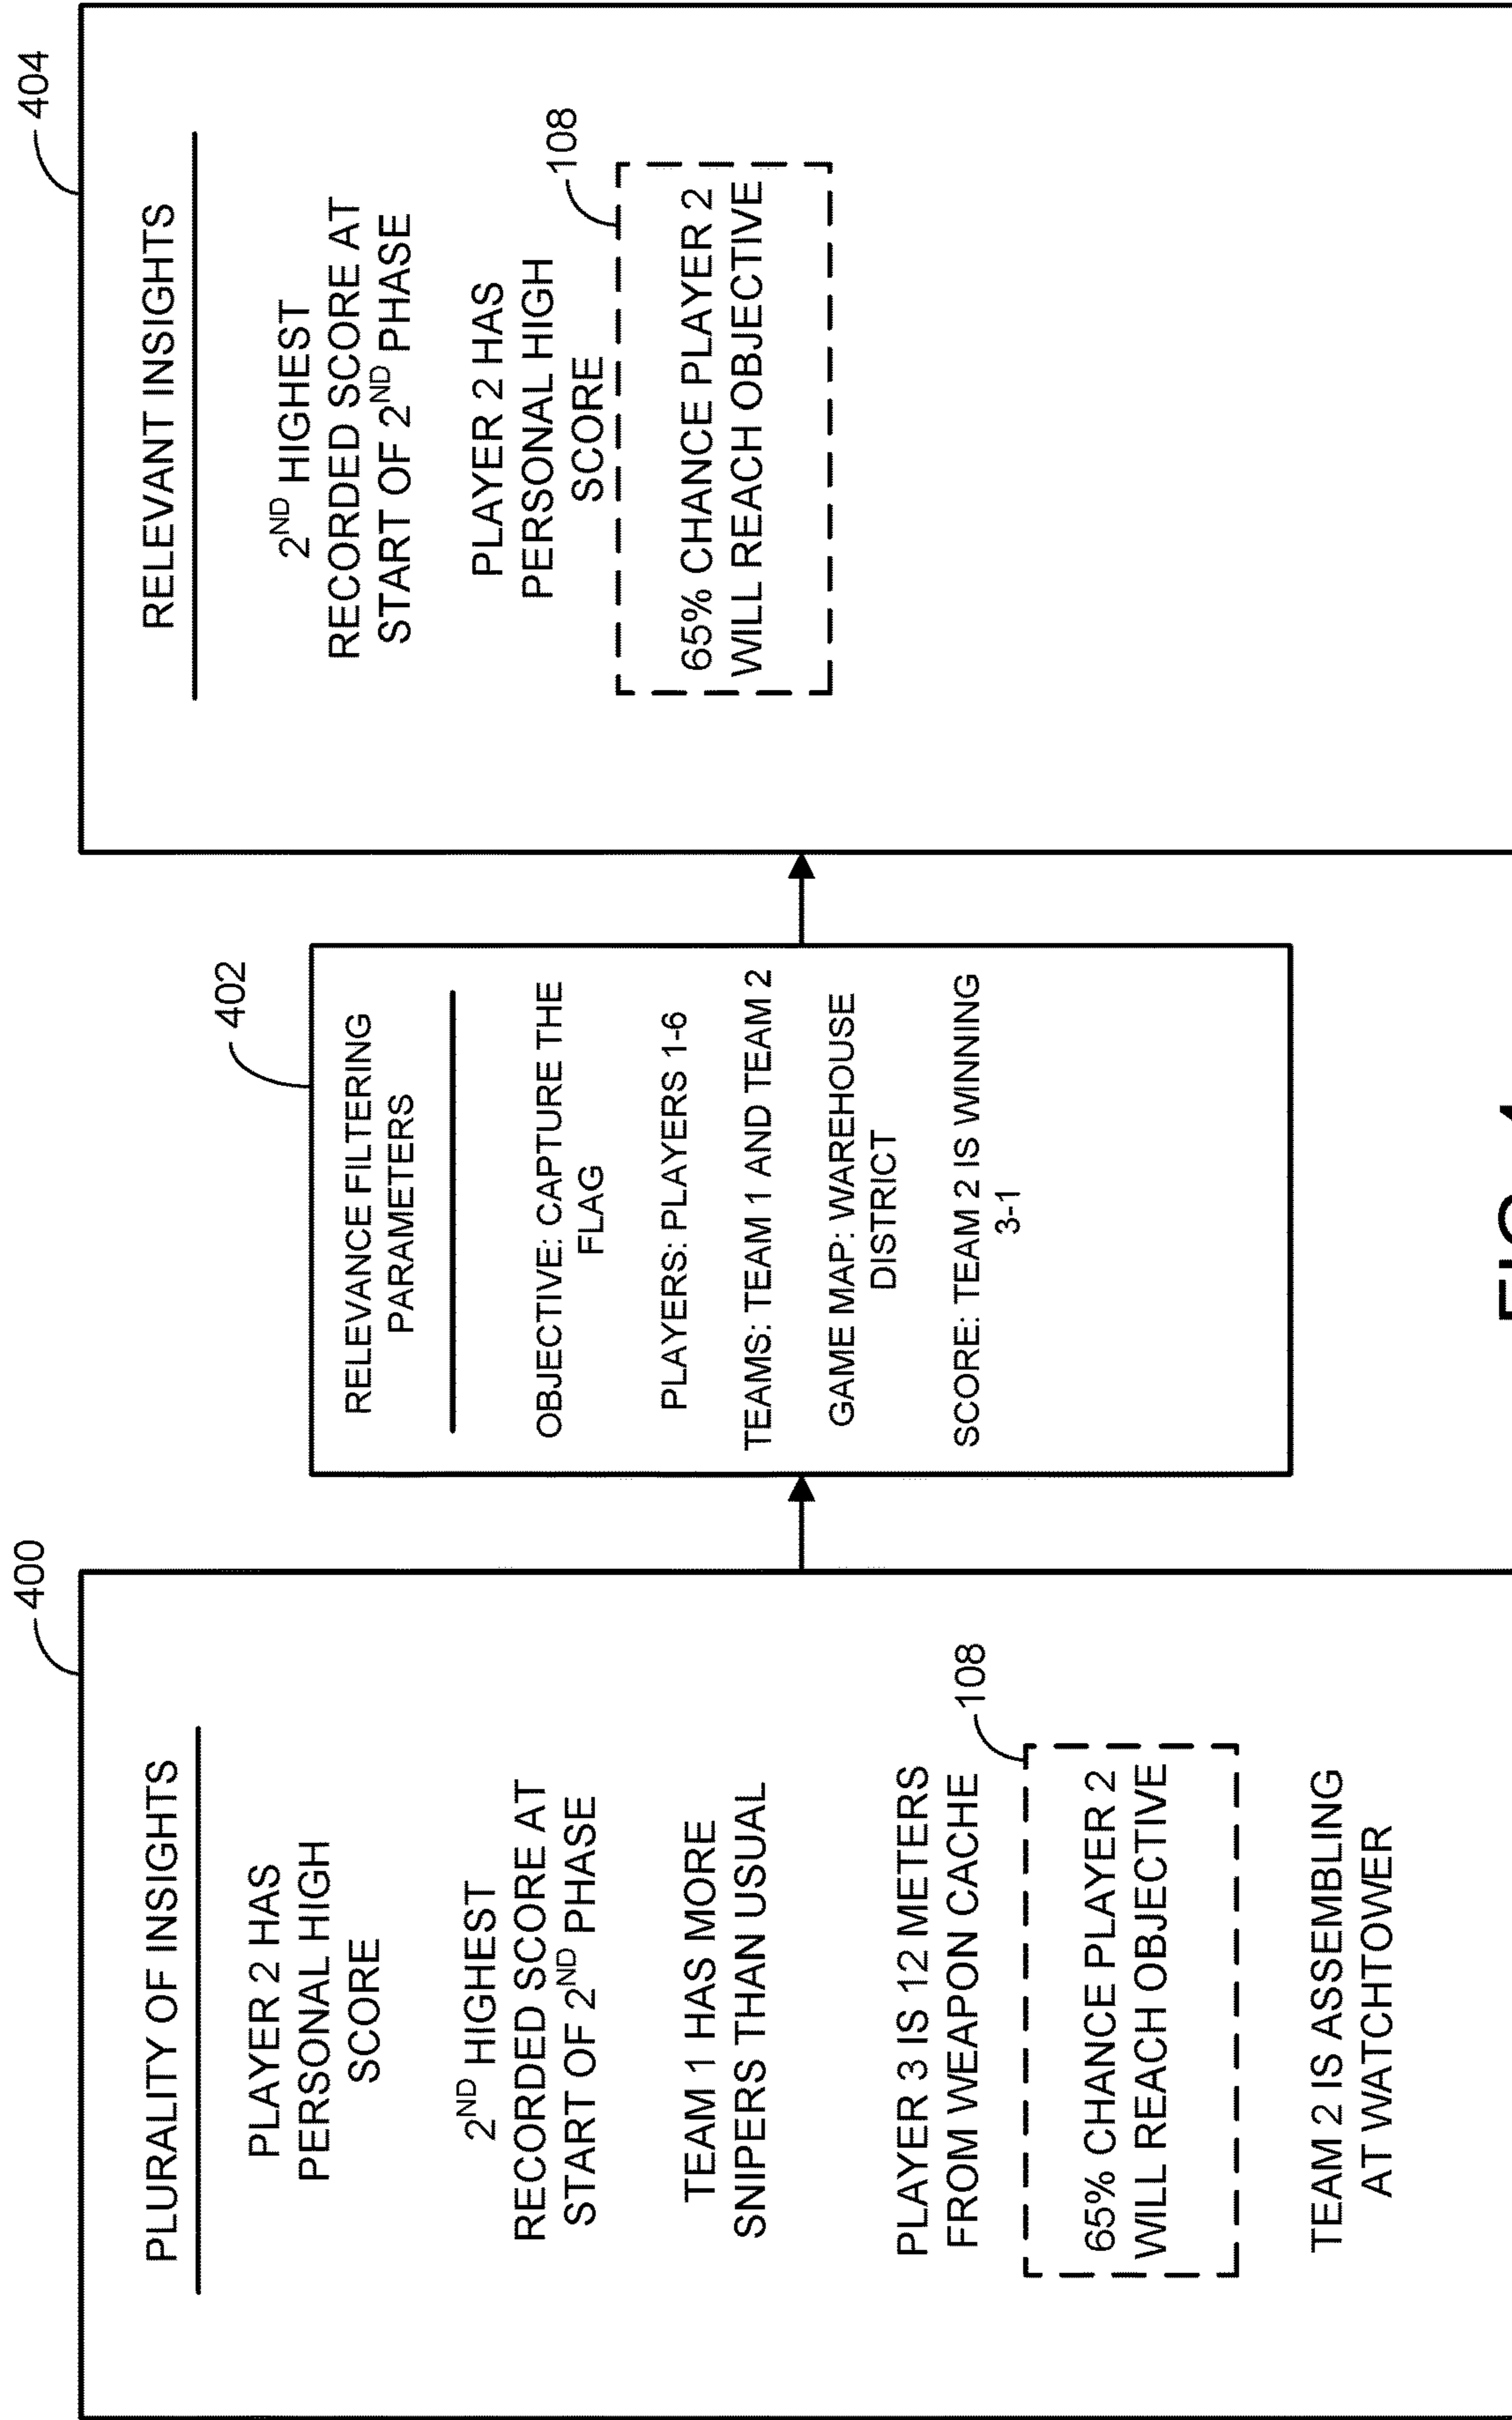 400
PLURALITY OF INSIGHTS
PLAYER 2 HAS
PERSONAL HIGH
SCORE
2ND HIGHEST
RECORDED SCORE AT
START OF 2ND PHASE
TEAM 1 HAS MORE
SNIPERS THAN USUAL
PLAYER 3 IS 12 METERS
FROM WEAPON CACHE
108
65% CHANCE PLAYER 2
WILL REACH OBJECTIVE
TEAM 2 IS ASSEMBLING
AT WATCHTOWER
402
RELEVANCE FILTERING
PARAMETERS
OBJECTIVE: CAPTURE THE
FLAG
PLAYERS: PLAYERS 1-6
TEAMS: TEAM 1 AND TEAM 2
GAME MAP: WAREHOUSE
DISTRICT
SCORE: TEAM 2 IS WINNING
3-1
404
RELEVANT INSIGHTS
2ND HIGHEST
RECORDED SCORE AT
START OF 2ND PHASE
PLAYER 2 HAS
PERSONAL HIGH
SCORE
108
65% CHANCE PLAYER 2
WILL REACH OBJECTIVE